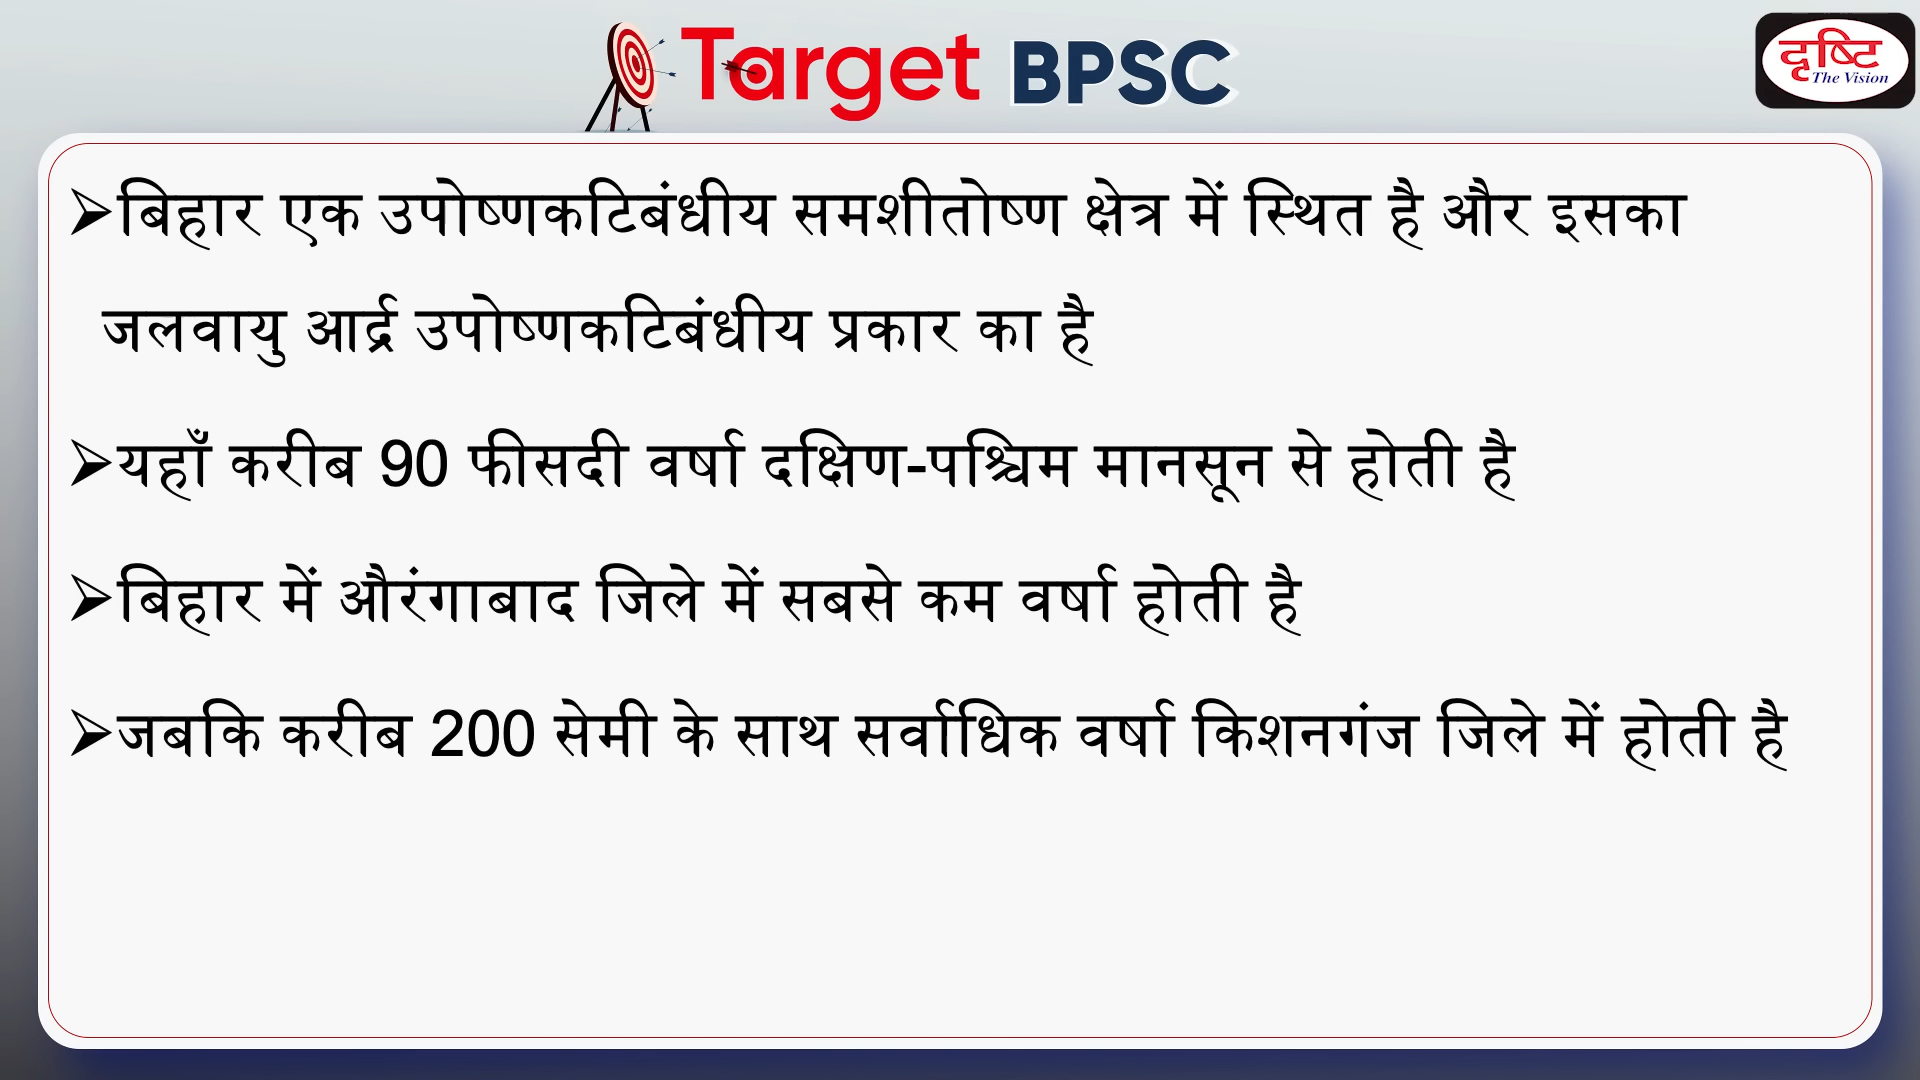 Target BPSC
दृष्टि
The Vision
➢बिहार एक उपोष्णकटिबंधीय समशीतोष्ण क्षेत्र में स्थित है और इसका
जलवायु आर्द्र उपोष्णकटिबंधीय प्रकार का है
➢यहाँ करीब 90 फीसदी वर्षा दक्षिण-पश्चिम मानसून से होती है
➢बिहार में औरंगाबाद जिले में सबसे कम वर्षा होती है
➢जबकि करीब 200 सेमी के साथ सर्वाधिक वर्षा किशनगंज जिले में होती है